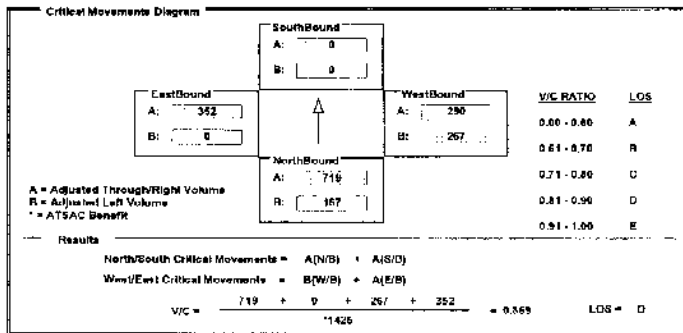 Critical Movements Diagram
SouthBound
A: 0
B: 0
EastBound
A: 352
B: 0
WestBound
A: 290
B: 267
NorthBound
A: 719
B: 167
V/C RATIO LOS
0.00 - 0.60 A
0.61 - 0.70 B
0.71 - 0.80 C
0.81 - 0.90 D
0.91 - 1.00 E
A = Adjusted Through/Right Volume
B = Adjusted Left Volume
* = ATSAC Benefit
Results
North/South Critical Movements = A(N/B) + A(S/B)
West/East Critical Movements = B(W/B) + A(E/B)
719 + 0 + 267 + 352
V/C = = 0.869 LOS = D
*1425